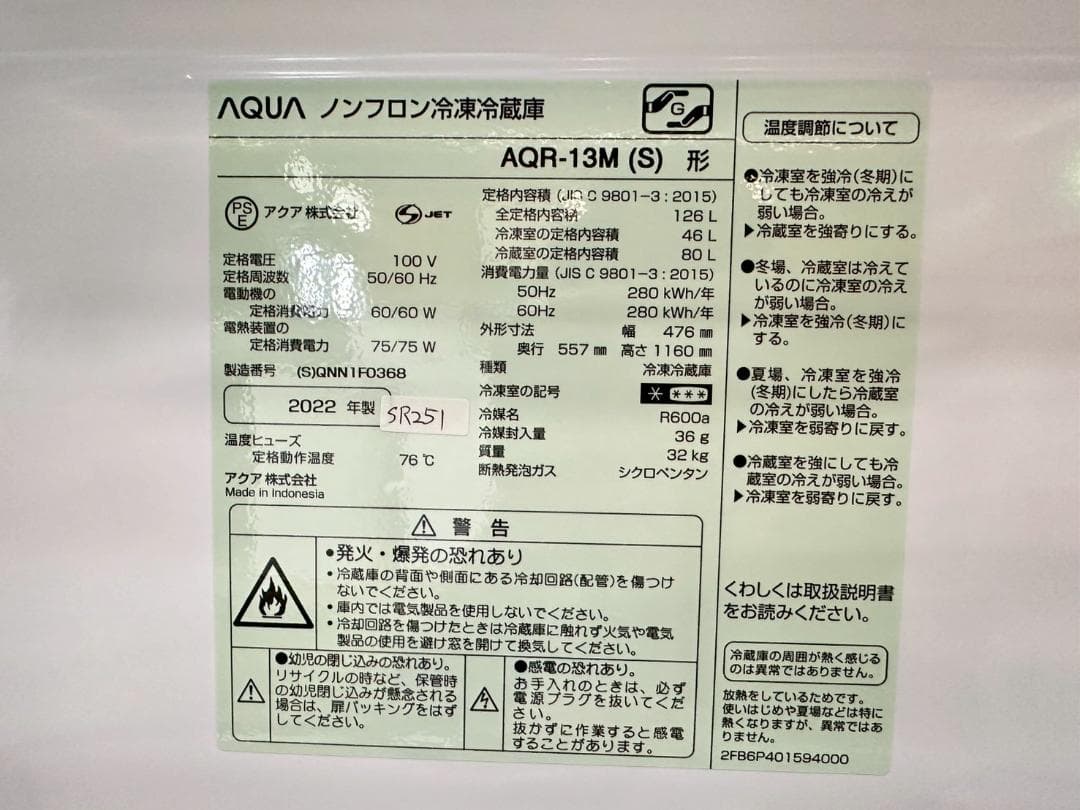 AQUA ノンフロン冷凍冷蔵庫
G
AQR-13M (S) 形
PS
E
アクア 株式会社
JET
定格電圧 100 V
定格周波数 50/60 Hz
電動機の
定格消費電力 60/60 W
電熱装置の
定格消費電力 75/75 W
製造番号 (S)QNN1F0368
2022 年製
SR251
温度ヒューズ
定格動作温度 76 ℃
アクア 株式会社
Made in Indonesia
定格内容積 (JIS C 9801-3 : 2015)
全定格内容積 126 L
冷凍室の定格内容積 46 L
冷蔵室の定格内容積 80 L
消費電力量 (JIS C 9801-3 : 2015)
50Hz 280 kWh/年
60Hz 280 kWh/年
外形寸法 幅 476 mm
奥行 557 mm 高さ 1160 mm
種類 冷凍冷蔵庫
冷凍室の記号 * ***
冷媒名 R600a
冷媒封入量 36 g
質量 32 kg
断熱発泡ガス シクロペンタン
⚠ 警告
•発火・爆発の恐れあり
・冷蔵庫の背面や側面にある冷却回路(配管)を傷つけ
ないでください。
・庫内では電気製品を使用しないでください。
・冷却回路を傷つけたときは冷蔵庫に触れず火気や電気
製品の使用を避け窓を開けて換気してください。
●幼児の閉じ込みの恐れあり。
リサイクルの時など、保管時
の幼児閉じ込みが懸念される
場合は、扉パッキングをはず
してください。
●感電の恐れあり。
お手入れのときは、必ず
電源プラグを抜いてくだ
さい。
抜かずに作業すると感電
することがあります。
温度調節について
●冷凍室を強冷(冬期)に
しても冷凍室の冷えが
弱い場合。
▶冷蔵室を強寄りにする。
●冬場、冷蔵室は冷えて
いるのに冷凍室の冷え
が弱い場合。
▶冷凍室を強冷(冬期)に
する。
●夏場、冷凍室を強冷
(冬期)にしたら冷蔵室
の冷えが弱い場合。
▶冷凍室を弱寄りに戻す。
●冷蔵室を強にしても冷
蔵室の冷えが弱い場合。
▶冷凍室を弱寄りに戻す。
くわしくは取扱説明書
をお読みください。
冷蔵庫の周囲が熱く感じる
のは異常ではありません。
放熱をしているためです。
使いはじめや夏場などは特に
熱くなりますが、異常ではあ
りません。
2FB6P401594000